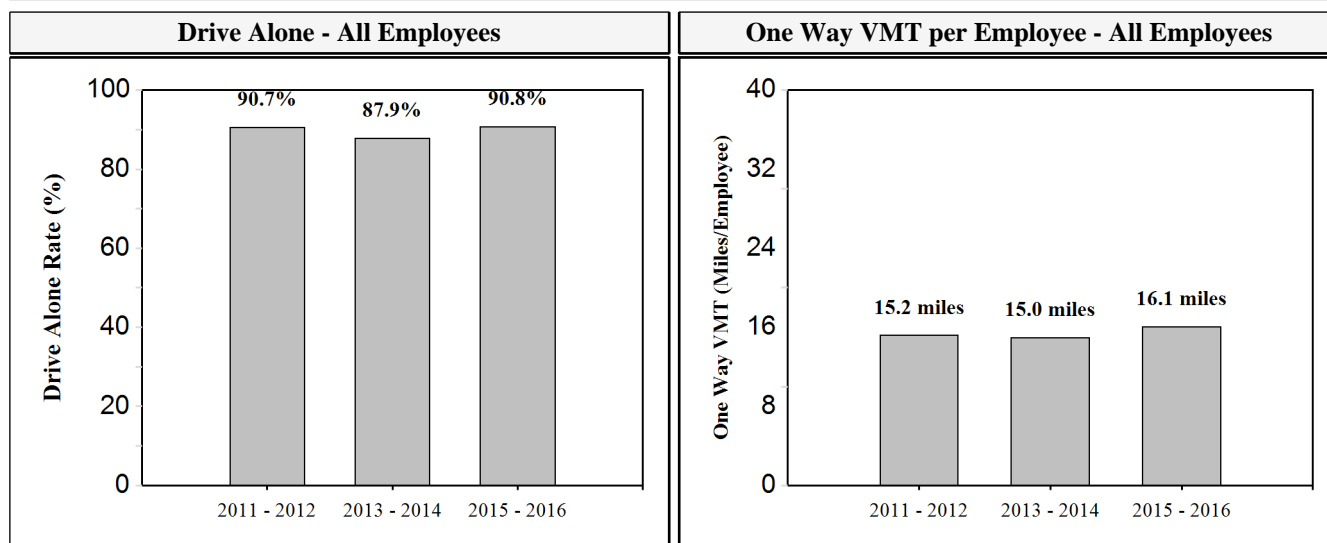 Drive Alone - All Employees
100
80
60
40
20
0
Drive Alone Rate (%)
90.7%
87.9%
90.8%
2011 - 2012
2013 - 2014
2015 - 2016
One Way VMT per Employee - All Employees
40
32
24
16
8
0
One Way VMT (Miles/Employee)
15.2 miles
15.0 miles
16.1 miles
2011 - 2012
2013 - 2014
2015 - 2016